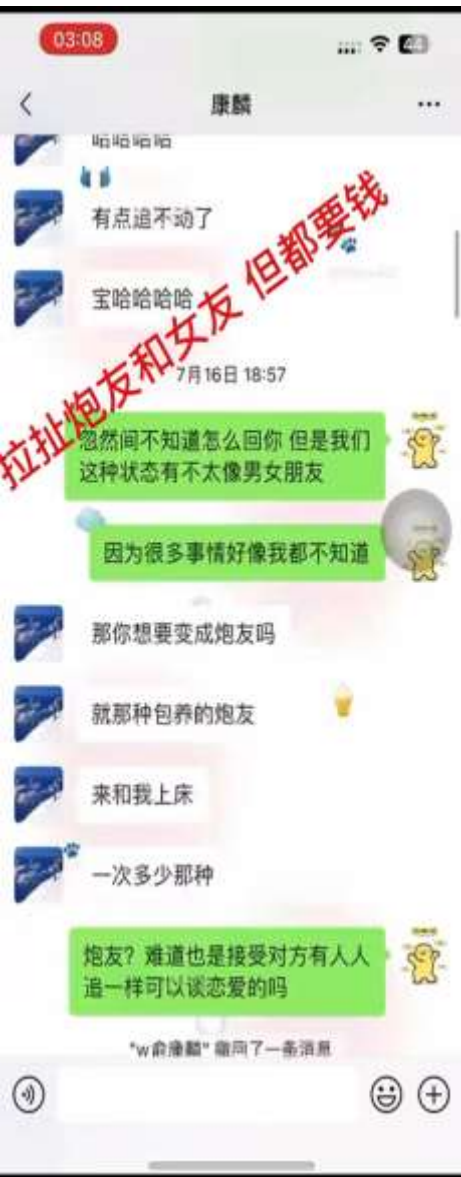 03:08
44
康麟
哈哈哈哈
有点追不动了
宝哈哈哈哈
拉扯炮友和女友 但都要钱
7月16日 18:57
忽然间不知道怎么回你 但是我们
这种状态有不太像男女朋友
因为很多事情好像我都不知道
那你想要变成炮友吗
就那种包养的炮友
来和我上床
一次多少那种
炮友？难道也是接受对方有人人
追一样可以谈恋爱的吗
撤回了一条消息